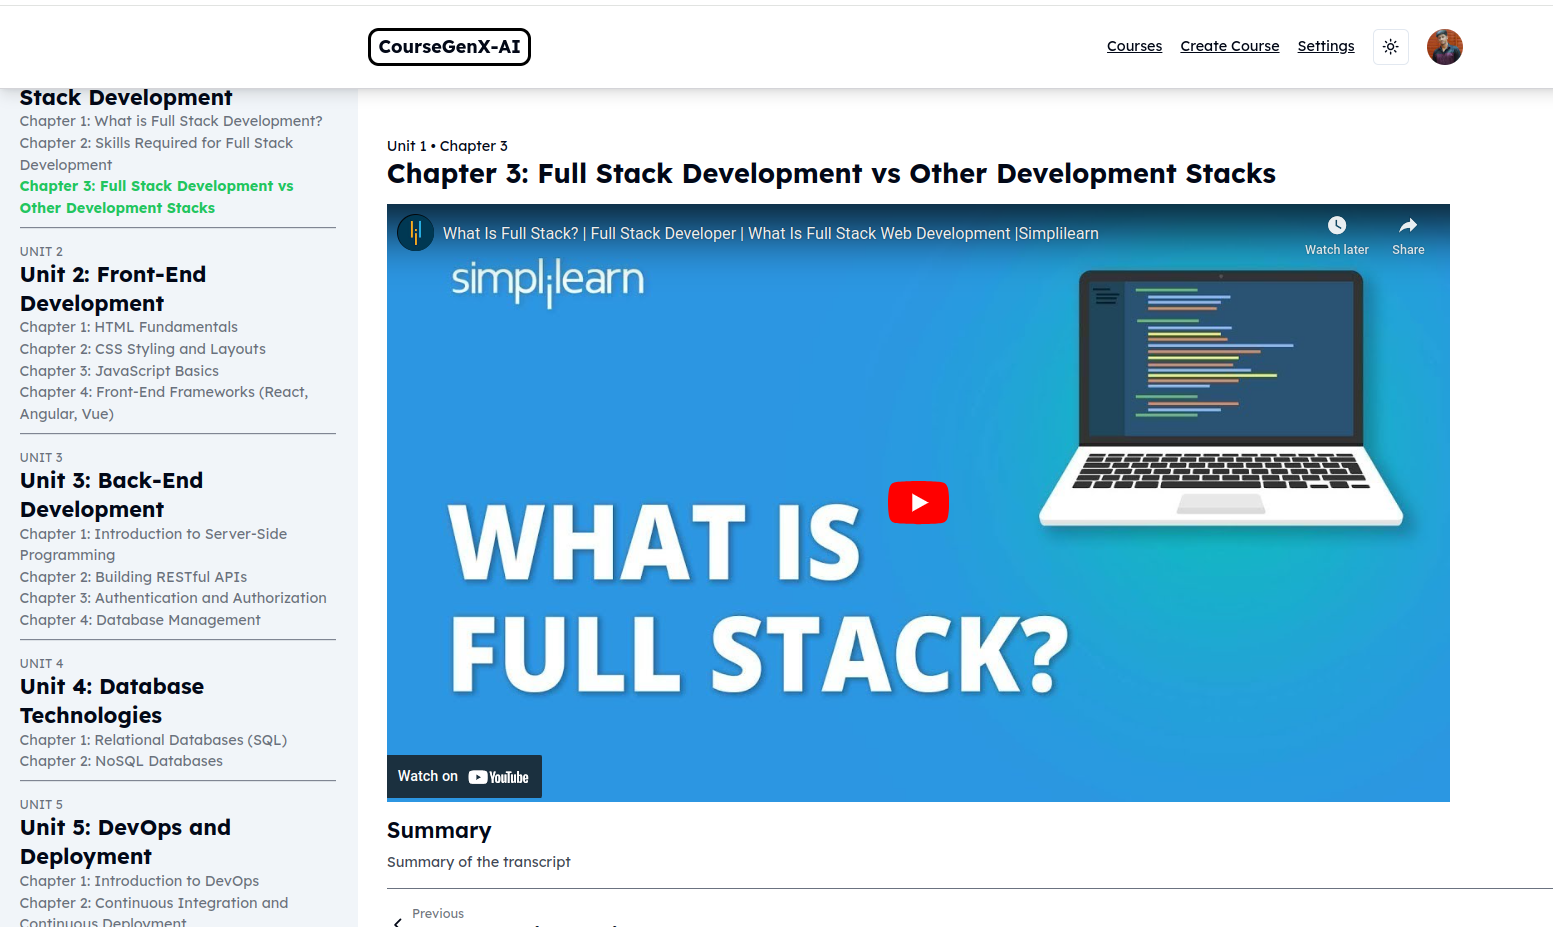 CourseGenX-AI
Courses
Create Course
Settings
Stack Development
Chapter 1: What is Full Stack Development?
Chapter 2: Skills Required for Full Stack
Development
Chapter 3: Full Stack Development vs
Other Development Stacks
UNIT 2
Unit 2: Front-End
Development
Chapter 1: HTML Fundamentals
Chapter 2: CSS Styling and Layouts
Chapter 3: JavaScript Basics
Chapter 4: Front-End Frameworks (React,
Angular, Vue)
UNIT 3
Unit 3: Back-End
Development
Chapter 1: Introduction to Server-Side
Programming
Chapter 2: Building RESTful APIs
Chapter 3: Authentication and Authorization
Chapter 4: Database Management
UNIT 4
Unit 4: Database
Technologies
Chapter 1: Relational Databases (SQL)
Chapter 2: NoSQL Databases
UNIT 5
Unit 5: DevOps and
Deployment
Chapter 1: Introduction to DevOps
Chapter 2: Continuous Integration and
Continuous Deployment
Unit 1 • Chapter 3
Chapter 3: Full Stack Development vs Other Development Stacks
What Is Full Stack? | Full Stack Developer | What Is Full Stack Web Development |Simplilearn
Watch later
Share
simplilearn
WHAT IS
FULL STACK?
Watch on YouTube
Summary
Summary of the transcript
Previous